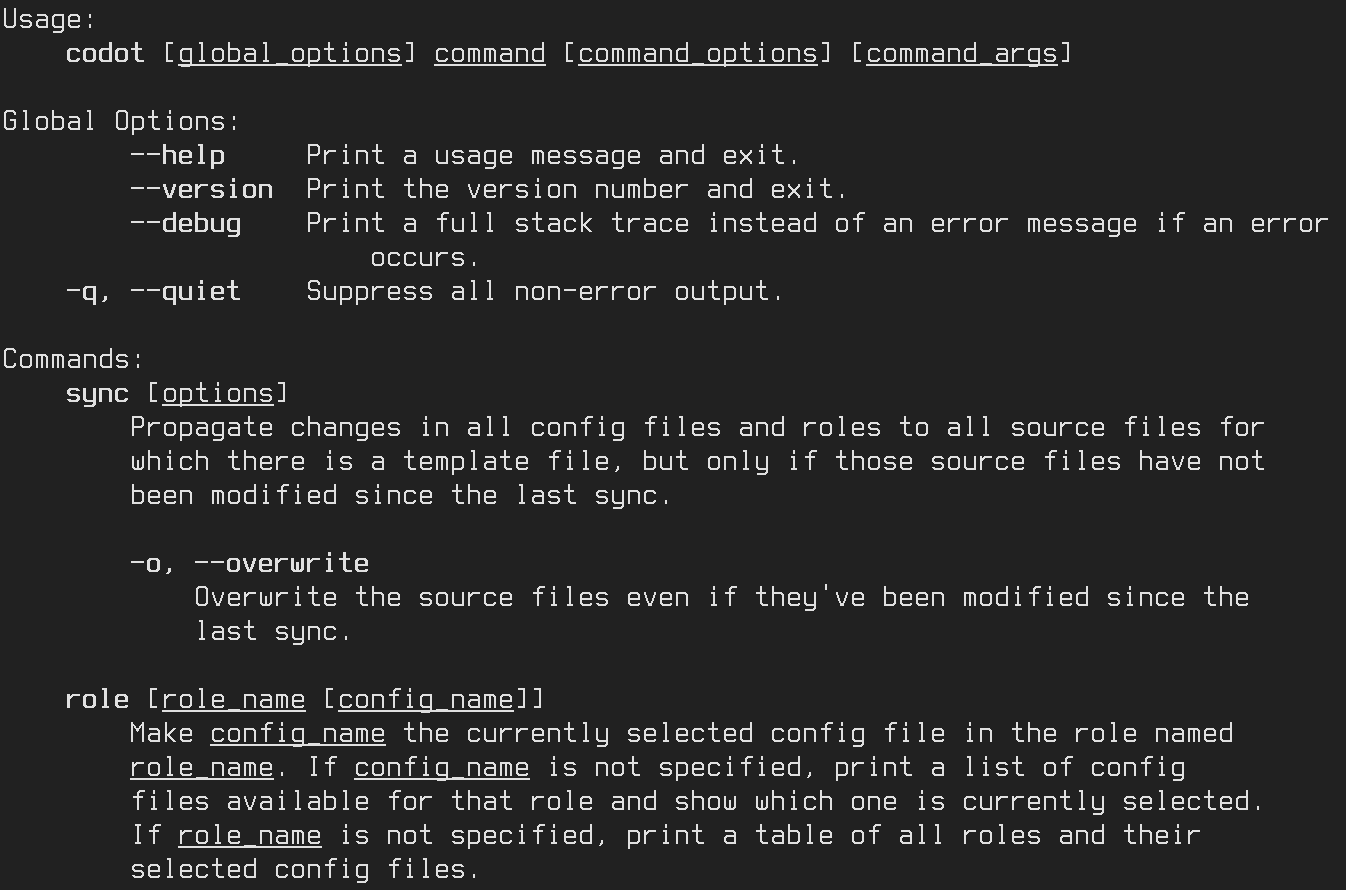 Usage:
codot [global_options] command [command_options] [command_args]
Global Options:
--help Print a usage message and exit.
--version Print the version number and exit.
--debug Print a full stack trace instead of an error message if an error
occurs.
-q, --quiet Suppress all non-error output.
Commands:
sync [options]
Propagate changes in all config files and roles to all source files for
which there is a template file, but only if those source files have not
been modified since the last sync.
-o, --overwrite
Overwrite the source files even if they've been modified since the
last sync.
role [role_name [config_name]]
Make config_name the currently selected config file in the role named
role_name. If config_name is not specified, print a list of config
files available for that role and show which one is currently selected.
If role_name is not specified, print a table of all roles and their
selected config files.